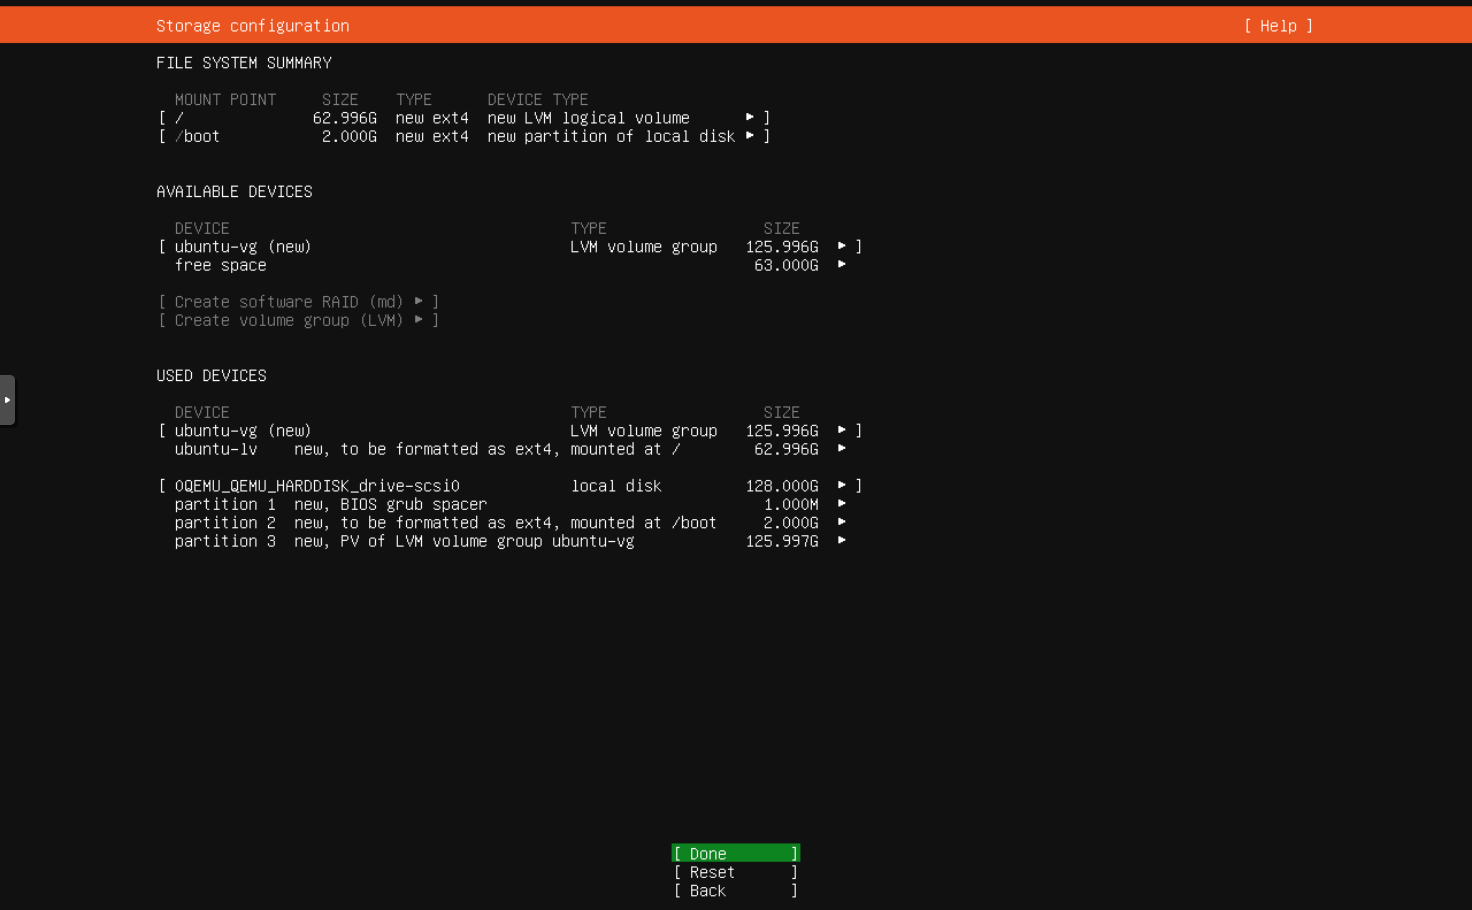 Storage configuration [ Help ]
FILE SYSTEM SUMMARY
MOUNT POINT SIZE TYPE DEVICE TYPE
[ / 62.996G new ext4 new LVM logical volume ▸ ]
[ /boot 2.000G new ext4 new partition of local disk ▸ ]
AVAILABLE DEVICES
DEVICE TYPE SIZE
[ ubuntu-vg (new) LVM volume group 125.996G ▸ ]
free space 63.000G ▸
[ Create software RAID (md) ▸ ]
[ Create volume group (LVM) ▸ ]
USED DEVICES
DEVICE TYPE SIZE
[ ubuntu-vg (new) LVM volume group 125.996G ▸ ]
ubuntu-lv new, to be formatted as ext4, mounted at / 62.996G ▸
[ 0QEMU_QEMU_HARDDISK_drive-scsi0 local disk 128.000G ▸ ]
partition 1 new, BIOS grub spacer 1.000M ▸
partition 2 new, to be formatted as ext4, mounted at /boot 2.000G ▸
partition 3 new, PV of LVM volume group ubuntu-vg 125.997G ▸
[ Done ]
[ Reset ]
[ Back ]